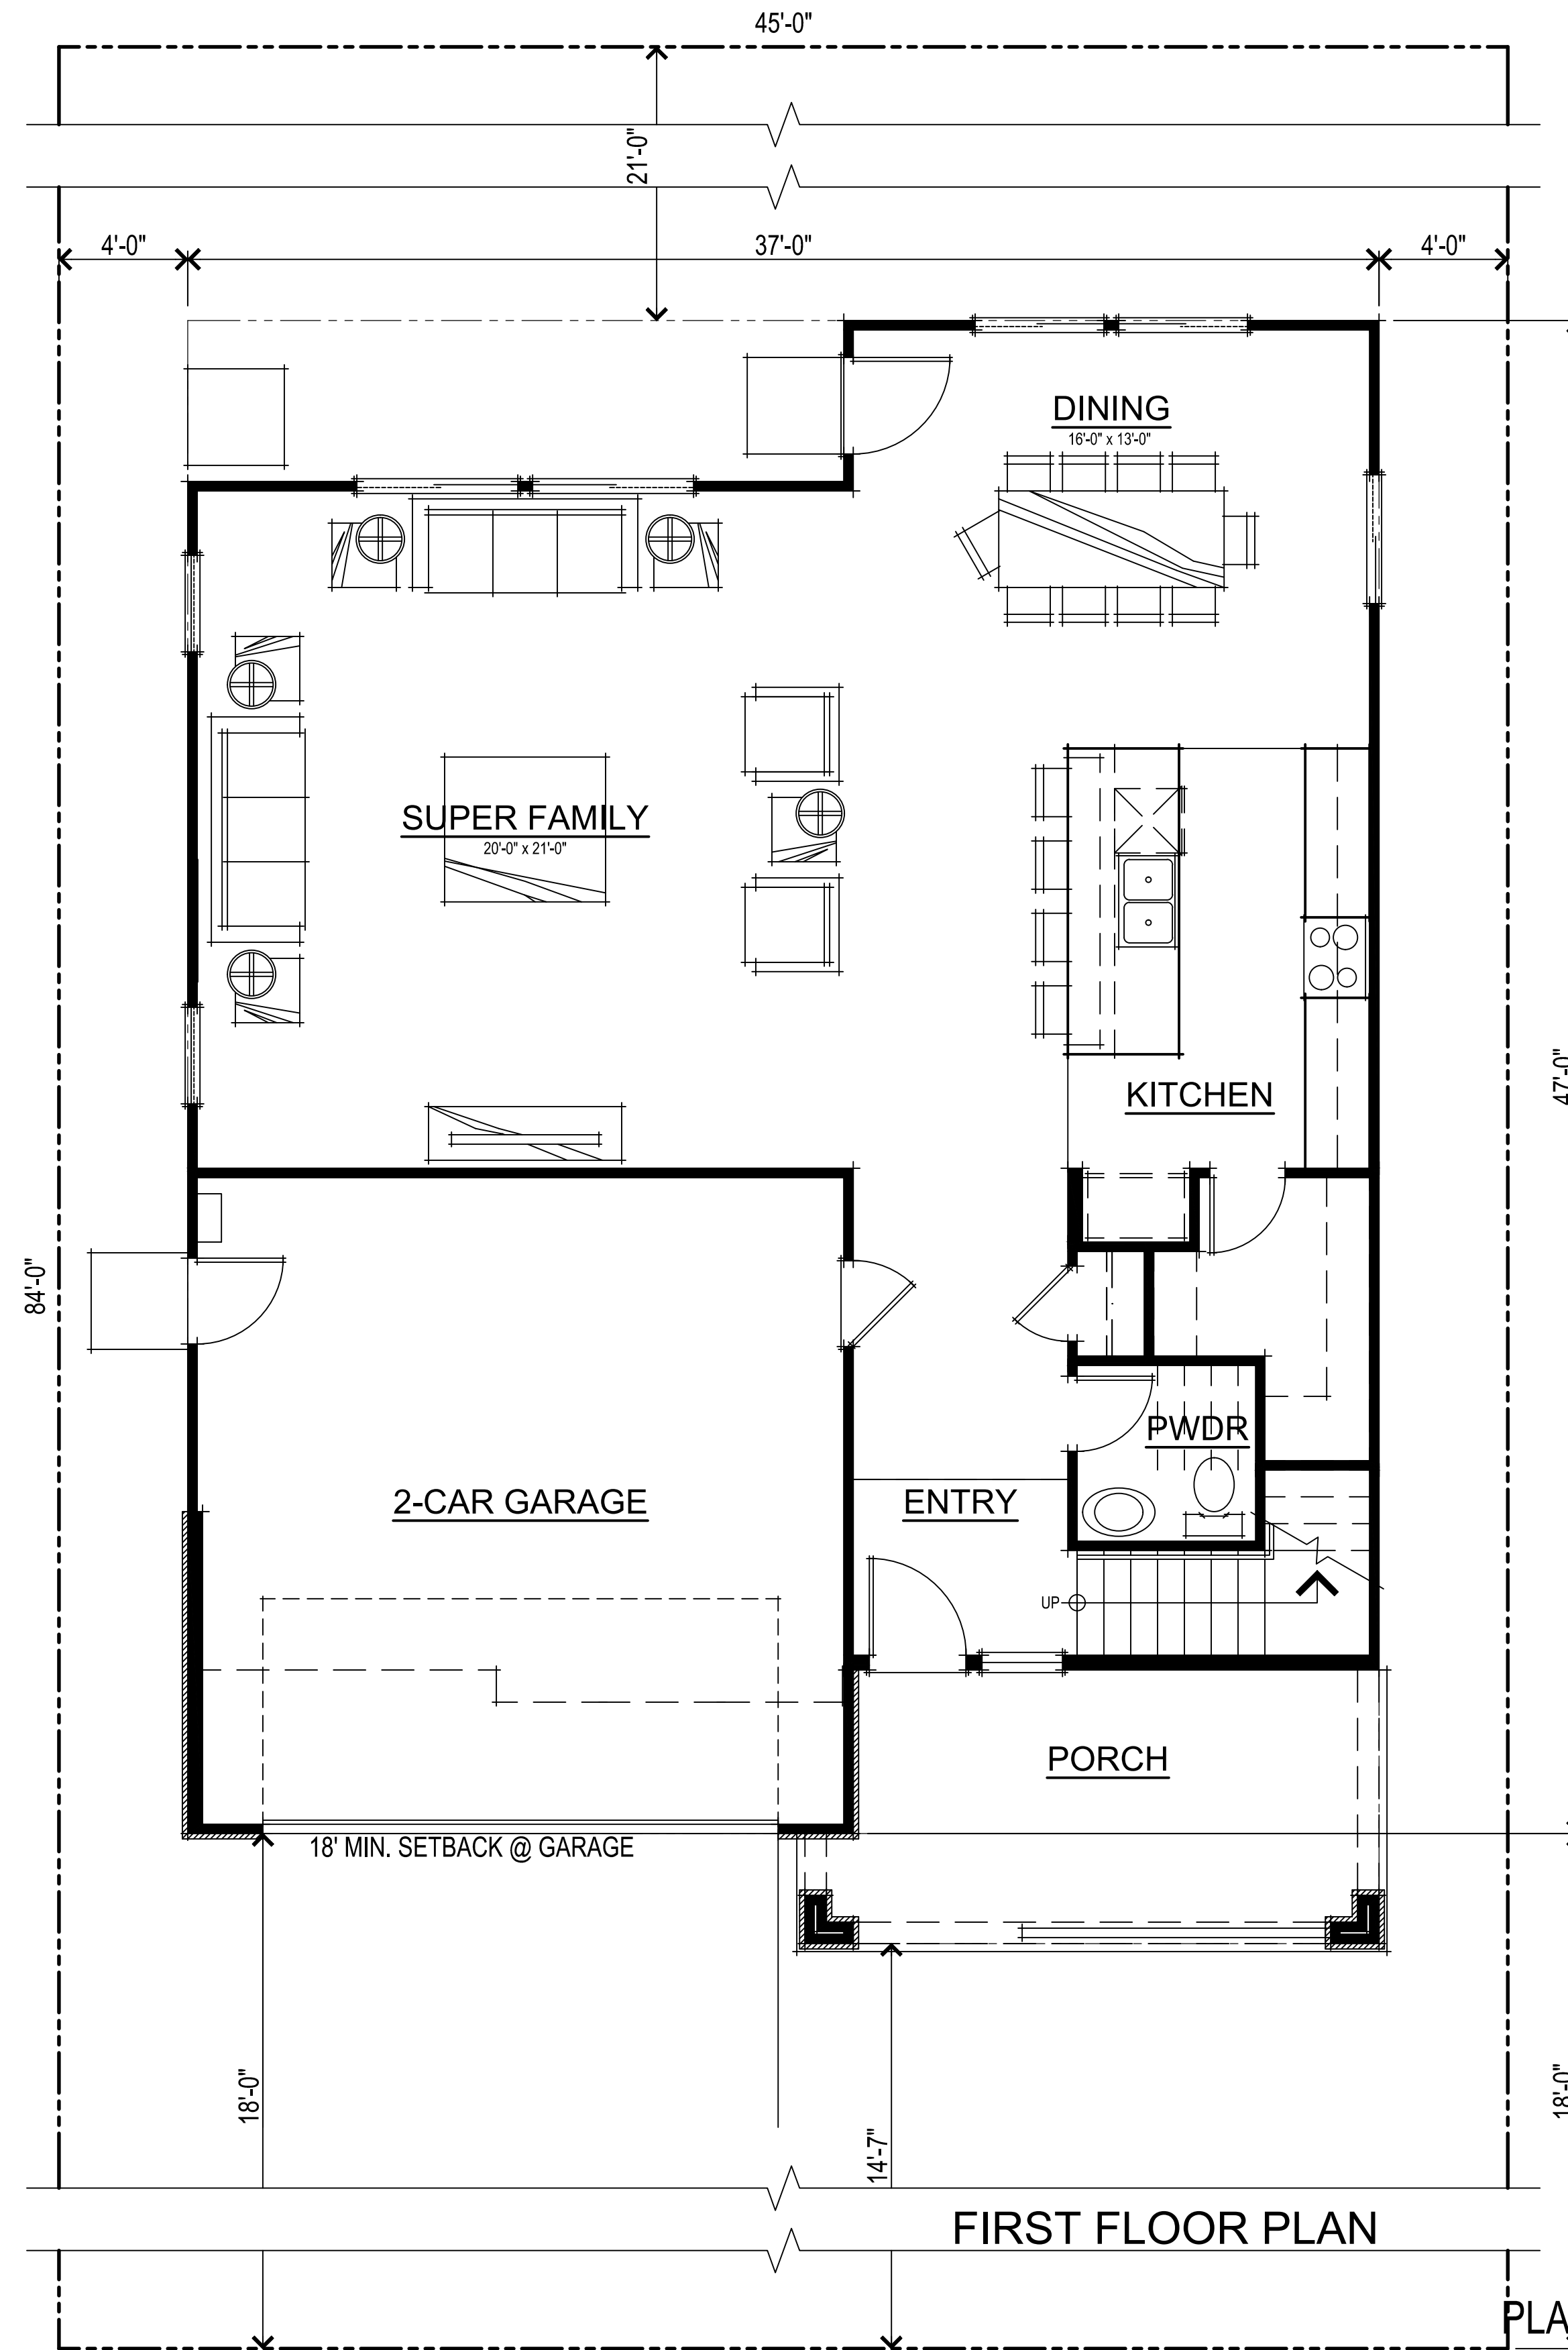 45'-0"
21'-0"
4'-0"
37'-0"
4'-0"
DINING
16'-0" x 13'-0"
SUPER FAMILY
20'-0" x 21'-0"
47'-0"
KITCHEN
84'-0"
PWDR
2-CAR GARAGE
ENTRY
UP
PORCH
18' MIN. SETBACK @ GARAGE
18'-0"
18'-0"
14'-7"
FIRST FLOOR PLAN